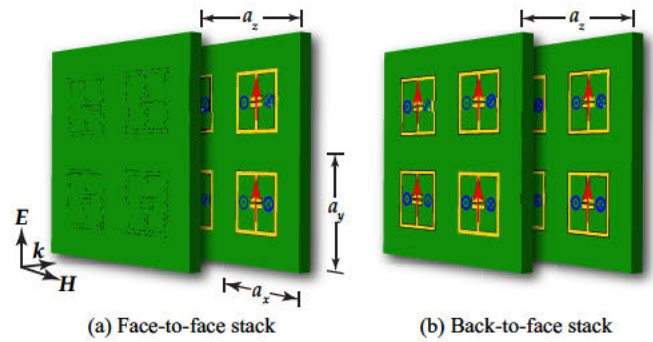 a_z
a_z
a_y
E
k
H
a_x
(a) Face-to-face stack
(b) Back-to-face stack